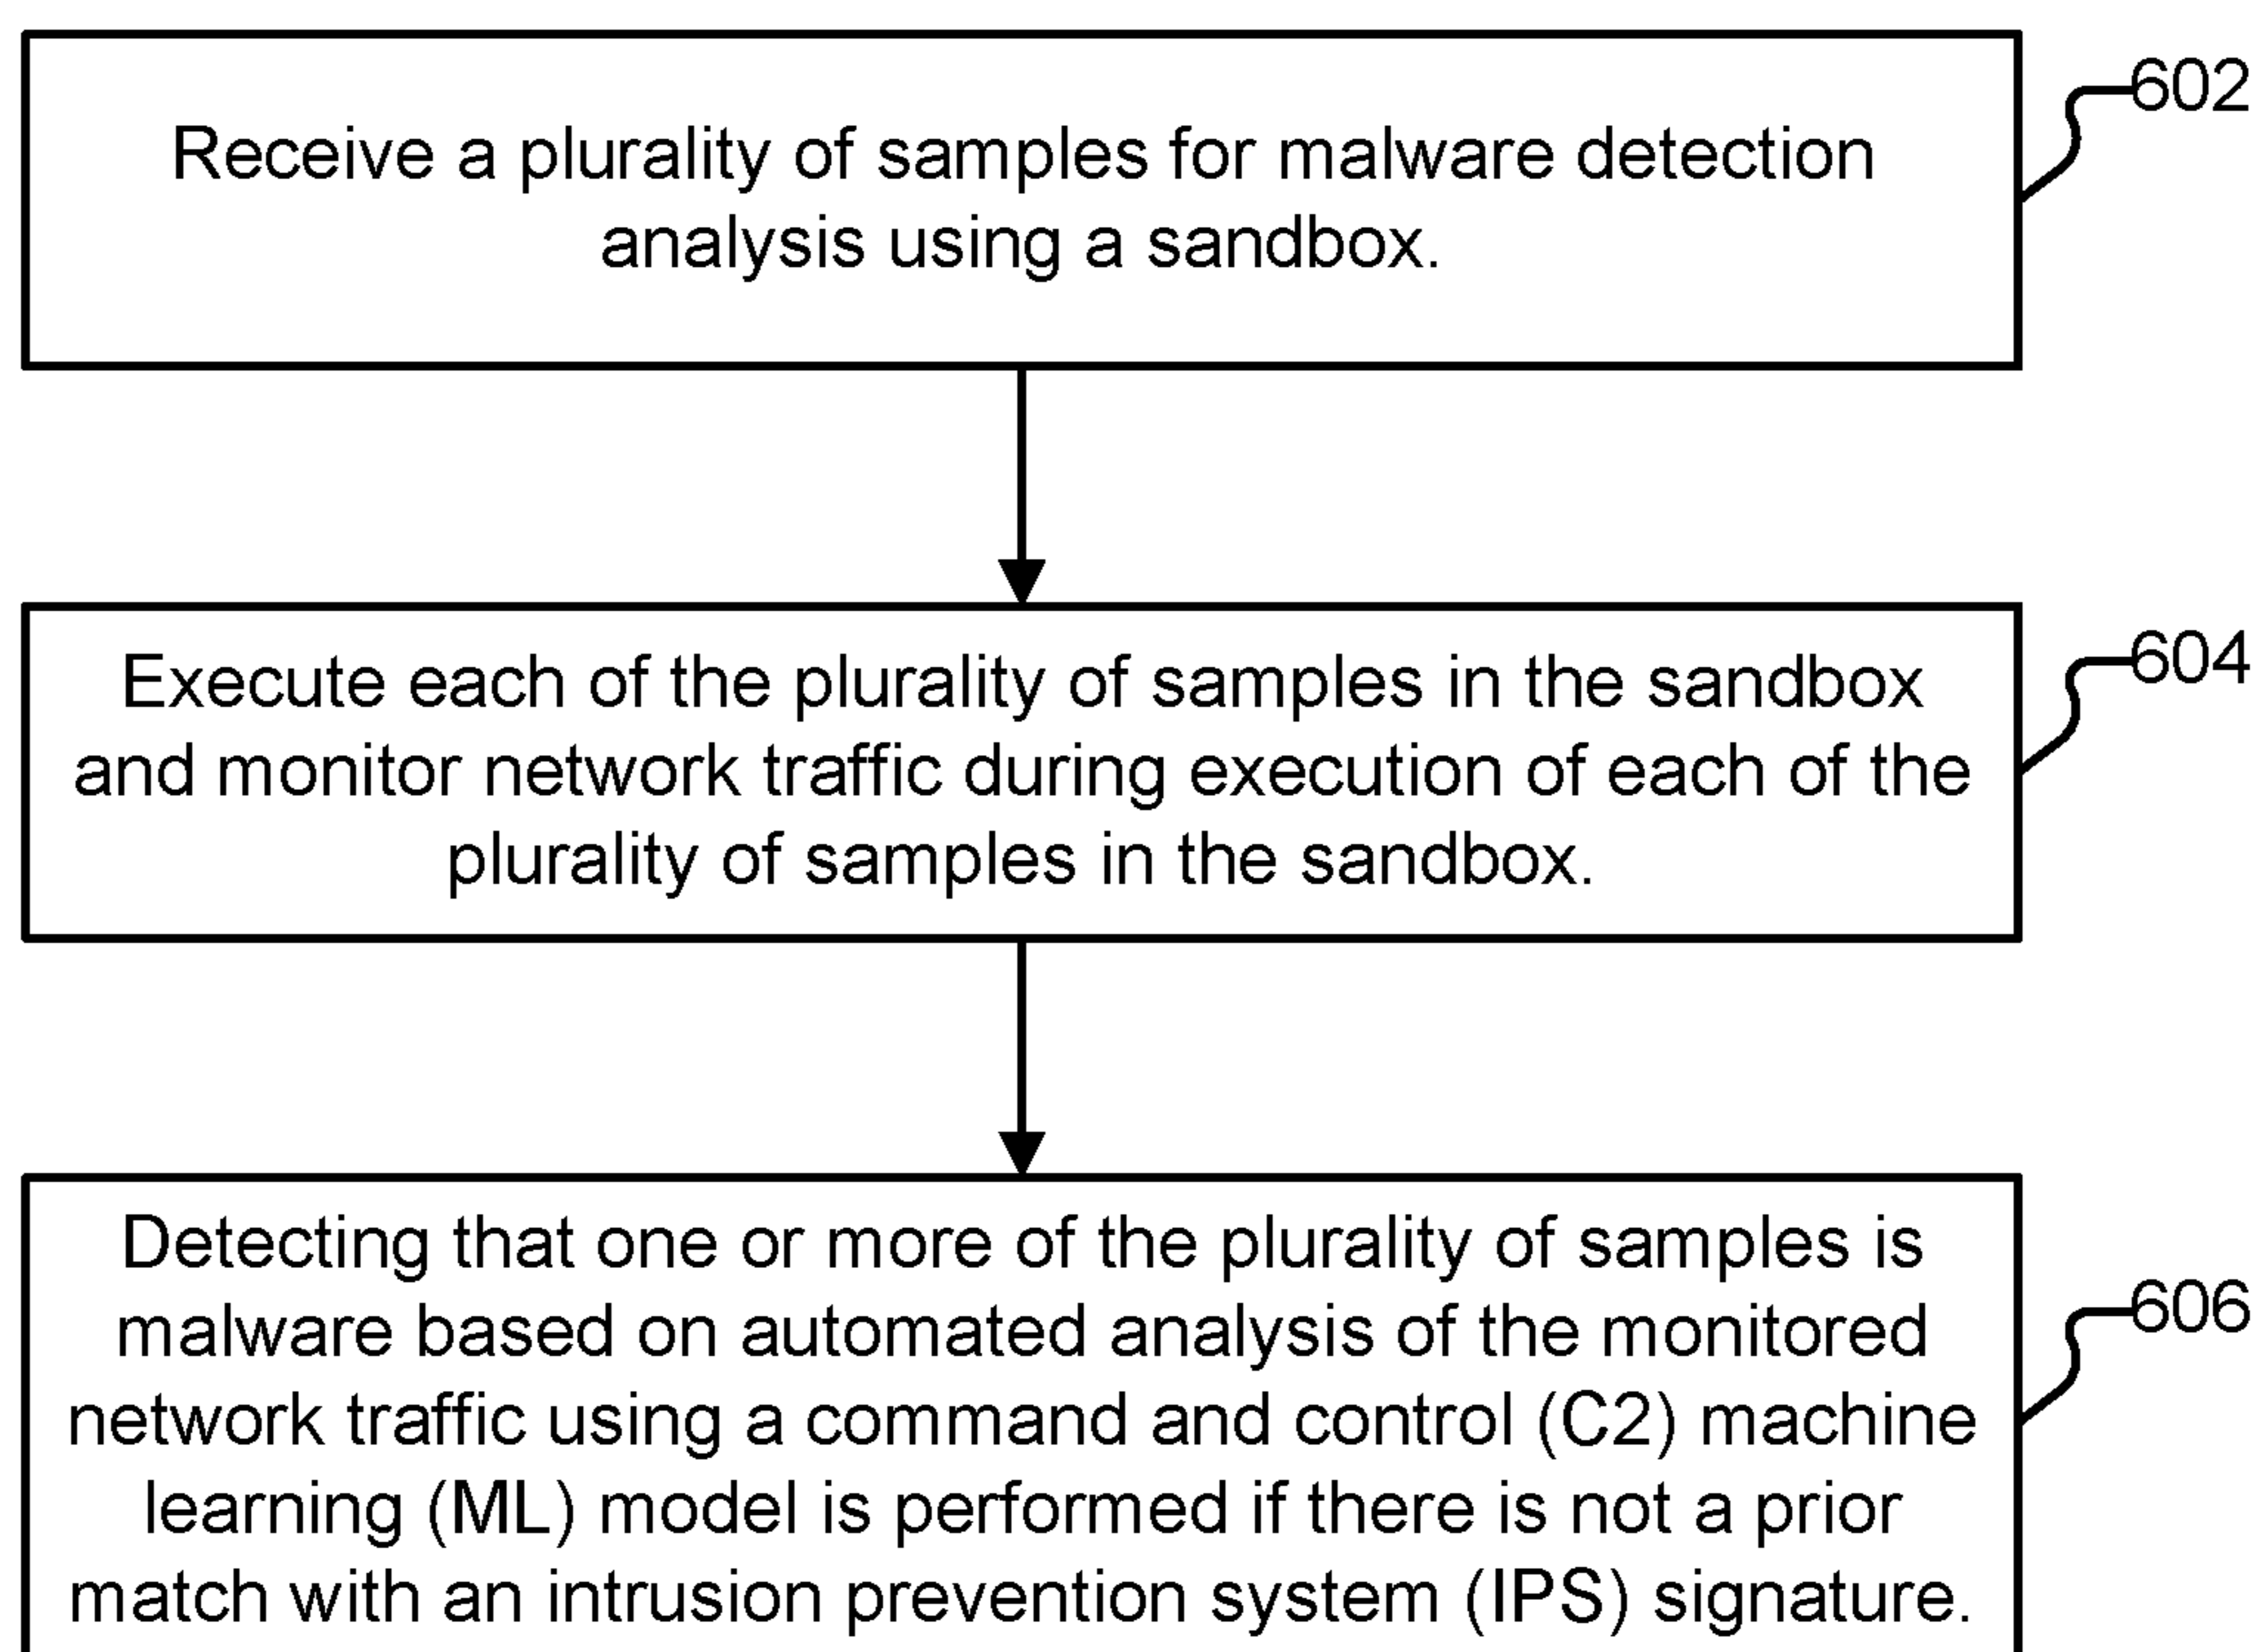 602
Receive a plurality of samples for malware detection
analysis using a sandbox.
604
Execute each of the plurality of samples in the sandbox
and monitor network traffic during execution of each of the
plurality of samples in the sandbox.
606
Detecting that one or more of the plurality of samples is
malware based on automated analysis of the monitored
network traffic using a command and control (C2) machine
learning (ML) model is performed if there is not a prior
match with an intrusion prevention system (IPS) signature.